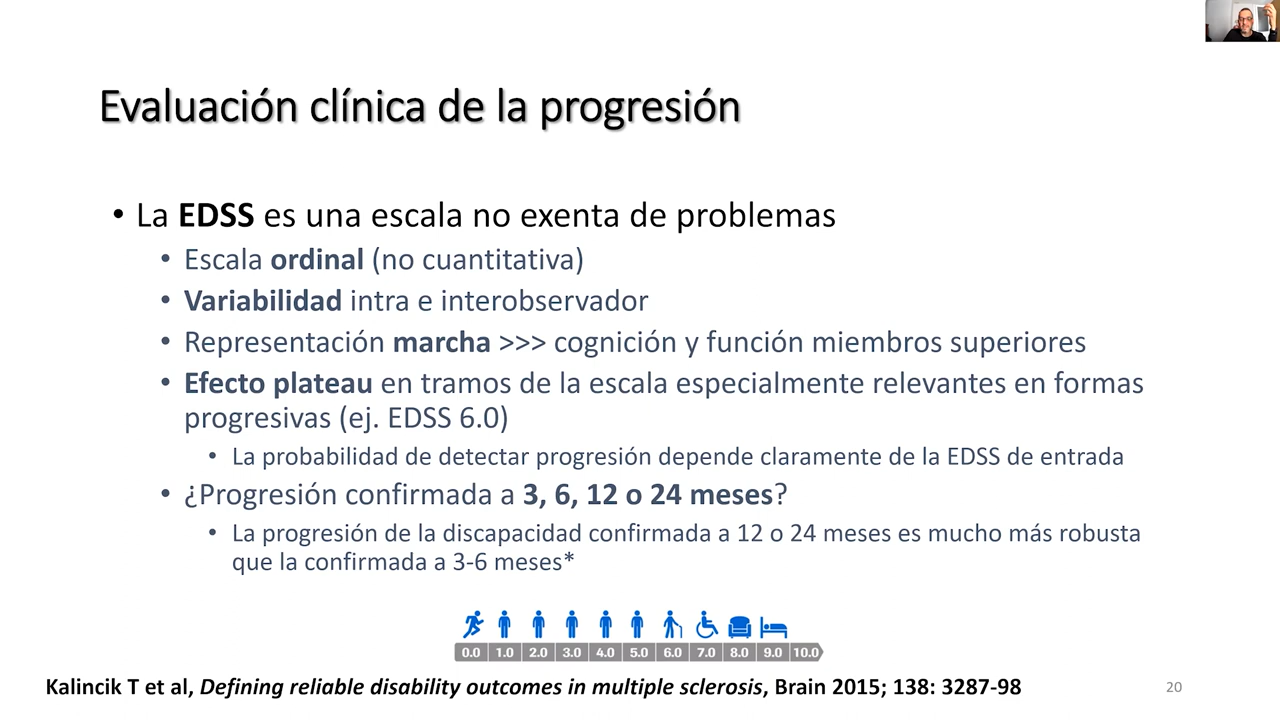 Evaluación clínica de la progresión
• La EDSS es una escala no exenta de problemas
• Escala ordinal (no cuantitativa)
• Variabilidad intra e interobservador
• Representación marcha >>> cognición y función miembros superiores
• Efecto plateau en tramos de la escala especialmente relevantes en formas
progresivas (ej. EDSS 6.0)
• La probabilidad de detectar progresión depende claramente de la EDSS de entrada
• ¿Progresión confirmada a 3, 6, 12 o 24 meses?
• La progresión de la discapacidad confirmada a 12 o 24 meses es mucho más robusta
que la confirmada a 3-6 meses*
0.0 1.0 2.0 3.0 4.0 5.0 6.0 7.0 8.0 9.0 10.0
Kalincik T et al, Defining reliable disability outcomes in multiple sclerosis, Brain 2015; 138: 3287-98
20